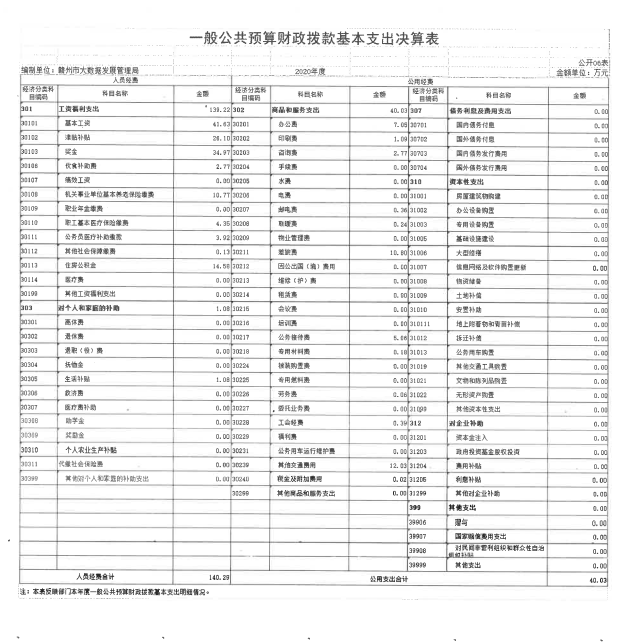 一般公共预算财政拨款基本支出决算表
公开06表
编制单位：赣州市大数据发展管理局 2020年度 金额单位：万元
人员经费 公用经费
经济分类科目编码 科目名称 金额 经济分类科目编码 科目名称 金额 经济分类科目编码 科目名称 金额
301 工资福利支出 139.22 302 商品和服务支出 40.03 307 债务利息及费用支出 0.00
30101 基本工资 41.63 30201 办公费 7.05 30701 国内债务付息 0.00
30102 津贴补贴 26.10 30202 印刷费 1.09 30702 国外债务付息 0.00
30103 奖金 34.97 30203 咨询费 2.77 30703 国内债务发行费用 0.00
30106 伙食补助费 2.77 30204 手续费 0.00 30704 国外债务发行费用 0.00
30107 绩效工资 0.00 30205 水费 0.00 310 资本性支出 0.00
30108 机关事业单位基本养老保险缴费 10.77 30206 电费 0.00 31001 房屋建筑物购建 0.00
30109 职业年金缴费 0.00 30207 邮电费 0.36 31002 办公设备购置 0.00
30110 职工基本医疗保险缴费 4.35 30208 取暖费 0.24 31003 专用设备购置 0.00
30111 公务员医疗补助缴费 3.92 30209 物业管理费 0.00 31005 基础设施建设 0.00
30112 其他社会保障缴费 0.13 30211 差旅费 10.80 31006 大型修缮 0.00
30113 住房公积金 14.58 30212 因公出国（境）费用 0.00 31007 信息网络及软件购置更新 0.00
30114 医疗费 0.00 30213 维修（护）费 0.00 31008 物资储备 0.00
30199 其他工资福利支出 0.00 30214 租赁费 0.00 31009 土地补偿 0.00
303 对个人和家庭的补助 1.08 30215 会议费 0.00 31010 安置补助 0.00
30301 离休费 0.00 30216 培训费 0.00 310111 地上附着物和青苗补偿 0.00
30302 退休费 0.00 30217 公务接待费 5.08 31012 拆迁补偿 0.00
30303 退职（役）费 0.00 30218 专用材料费 0.18 31013 公务用车购置 0.00
30304 抚恤金 0.00 30224 被装购置费 0.00 31019 其他交通工具购置 0.00
30305 生活补贴 1.08 30225 专用燃料费 0.00 31021 文物和陈列品购置 0.00
30306 救济费 0.00 30226 劳务费 0.06 31022 无形资产购置 0.00
30307 医疗费补助 0.00 30227 委托业务费 0.00 31099 其他资本性支出 0.00
30308 助学金 0.00 30228 工会经费 0.39 312 对企业补助 0.00
30309 奖励金 0.00 30229 福利费 0.00 31201 资本金注入 0.00
30310 个人农业生产补贴 0.00 30231 公务用车运行维护费 0.00 31203 政府投资基金股权投资 0.00
30311 代缴社会保险费 0.00 30239 其他交通费用 12.03 31204 费用补贴 0.00
30399 其他对个人和家庭的补助支出 0.00 30240 税金及附加费用 0.02 31205 利息补贴 0.00
30299 其他商品和服务支出 0.00 31299 其他对企业补助 0.00
399 其他支出 0.00
39906 赠与 0.00
39907 国家赔偿费用支出 0.00
39908 对民间非营利组织和群众性自治组织补贴 0.00
39999 其他支出 0.00
人员经费合计 140.29 公用支出合计 40.03
注：本表反映部门本年度一般公共预算财政拨款基本支出明细情况。